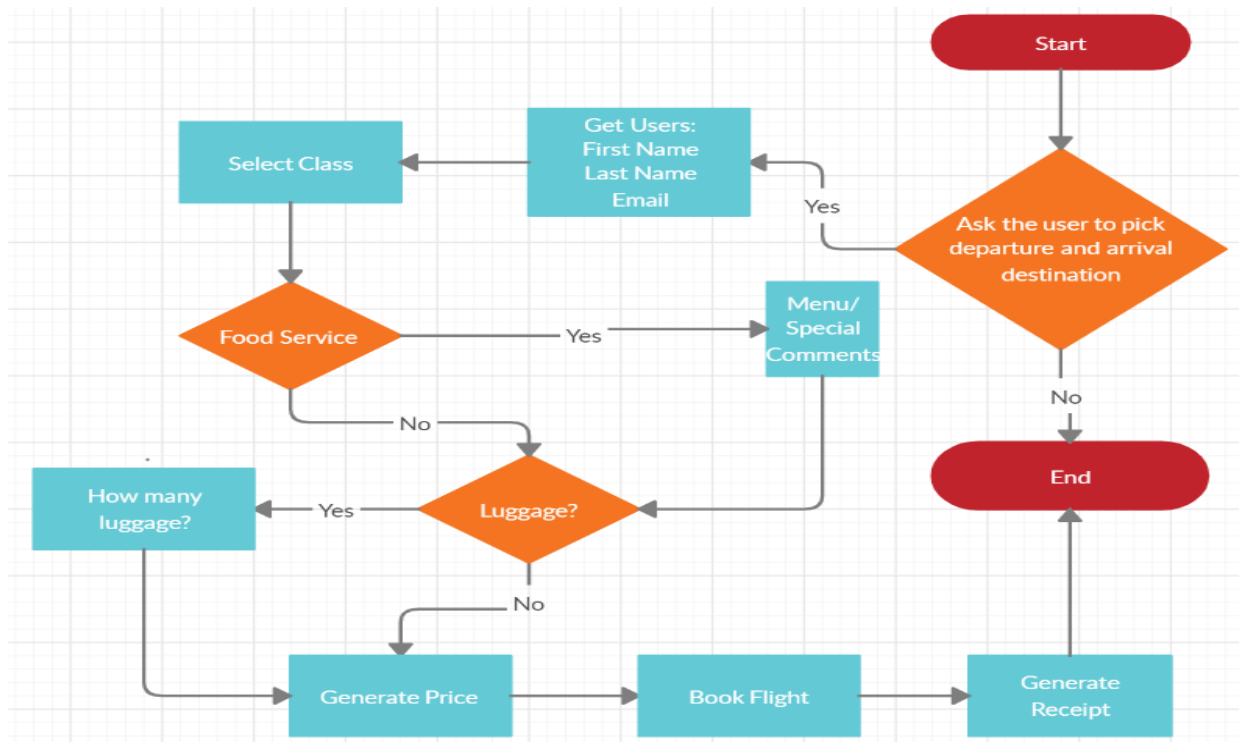 Start
Ask the user to pick
departure and arrival
destination
Yes
No
Get Users:
First Name
Last Name
Email
Select Class
Food Service
Yes
No
Menu/
Special
Comments
Luggage?
Yes
No
How many
luggage?
Generate Price
Book Flight
Generate
Receipt
End